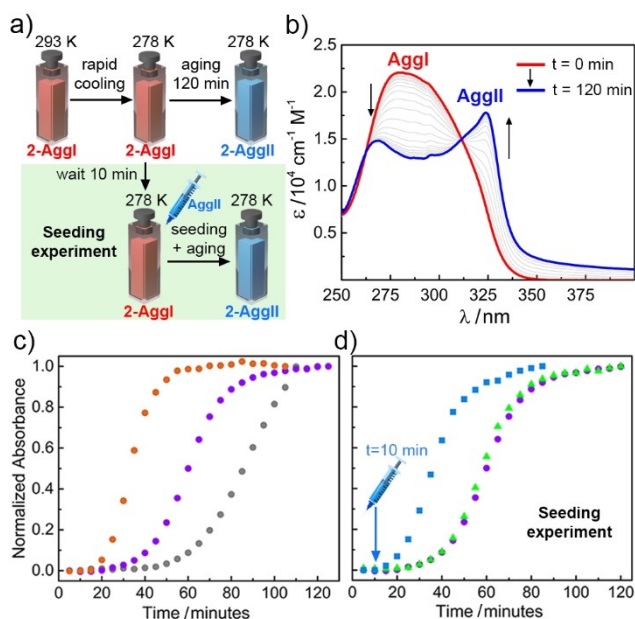 a)
293 K
278 K
278 K
rapid
cooling
aging
120 min
2-AggI
2-AggI
2-AggII
wait 10 min
278 K
278 K
AggII
Seeding
experiment
seeding
+ aging
2-AggI
2-AggII
b)
AggI
AggII
t = 0 min
t = 120 min
ε /10⁴ cm⁻¹ M⁻¹
2.5
2.0
1.5
1.0
0.5
250 275 300 325 375
λ / nm
c)
Normalized Absorbance
1.0
0.8
0.6
0.4
0.2
0.0
0 20 40 60 80 100 120
Time /minutes
d)
t=10 min
Seeding
experiment
0 20 40 60 80 100 120
Time /minutes